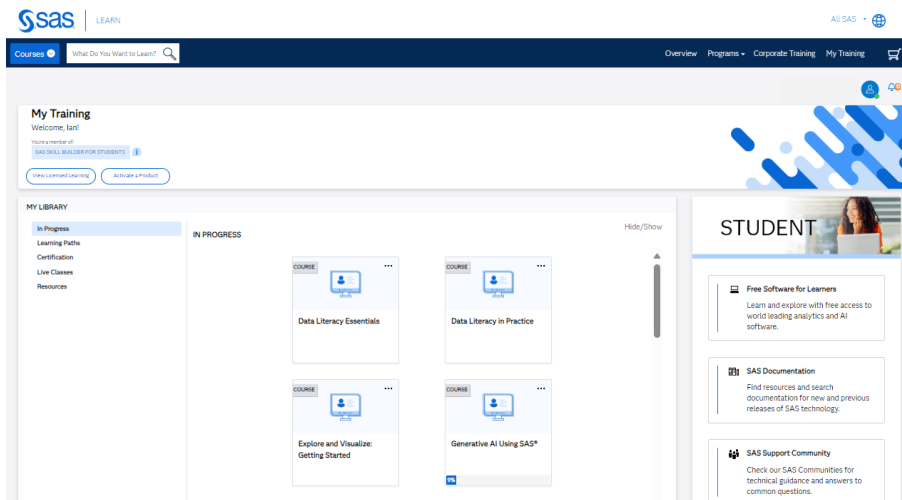 sas
LEARN
All SAS
Courses
What Do You Want to Learn?
Overview
Programs
Corporate Training
My Training
My Training
Welcome, Ian!
You're a member of:
SAS SKILL BUILDER FOR STUDENTS
View Licensed Learning
Activate a Product
MY LIBRARY
In Progress
Learning Paths
Certification
Live Classes
Resources
IN PROGRESS
Hide/Show
COURSE
Data Literacy Essentials
COURSE
Data Literacy in Practice
COURSE
Explore and Visualize:
Getting Started
COURSE
Generative AI Using SAS®
9%
STUDENT
Free Software for Learners
Learn and explore with free access to
world leading analytics and AI
software.
SAS Documentation
Find resources and search
documentation for new and previous
releases of SAS technology.
SAS Support Community
Check our SAS Communities for
technical guidance and answers to
common questions.